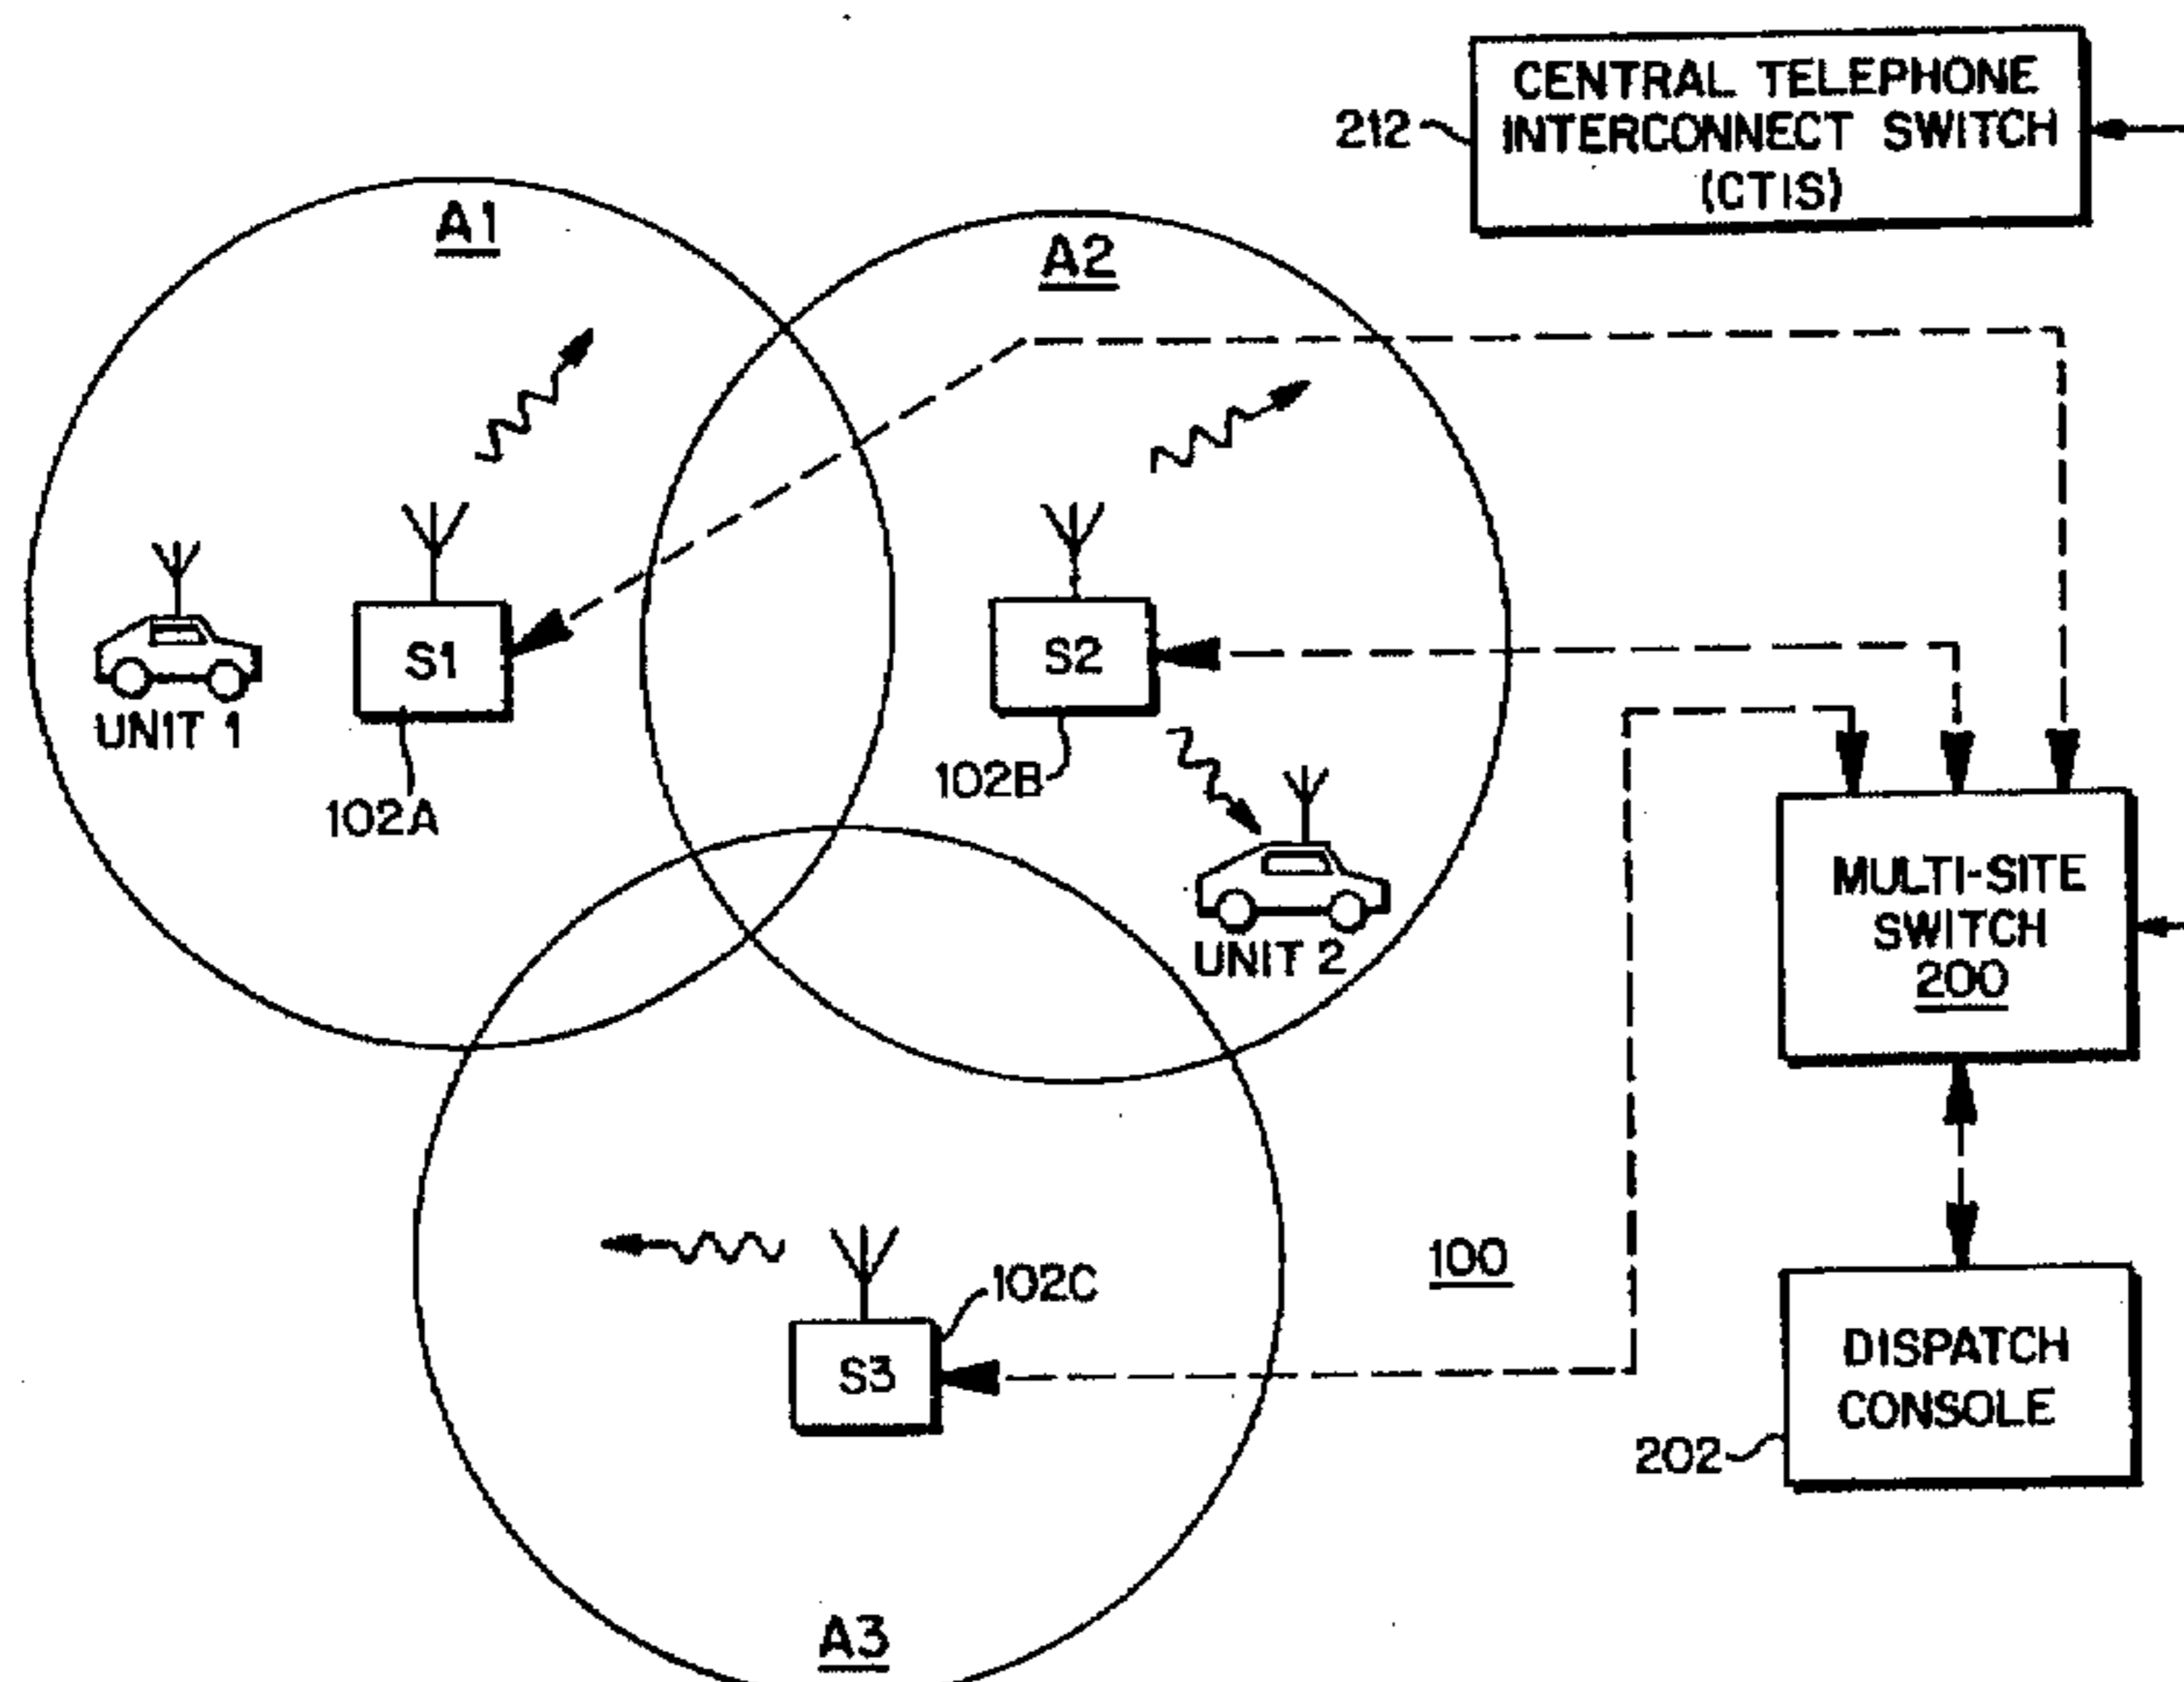 CENTRAL TELEPHONE
INTERCONNECT SWITCH
(CTIS)
212
A1
A2
S1
S2
UNIT 1
102A
102B
UNIT 2
MULTI-SITE
SWITCH
200
100
102C
S3
DISPATCH
CONSOLE
202
A3